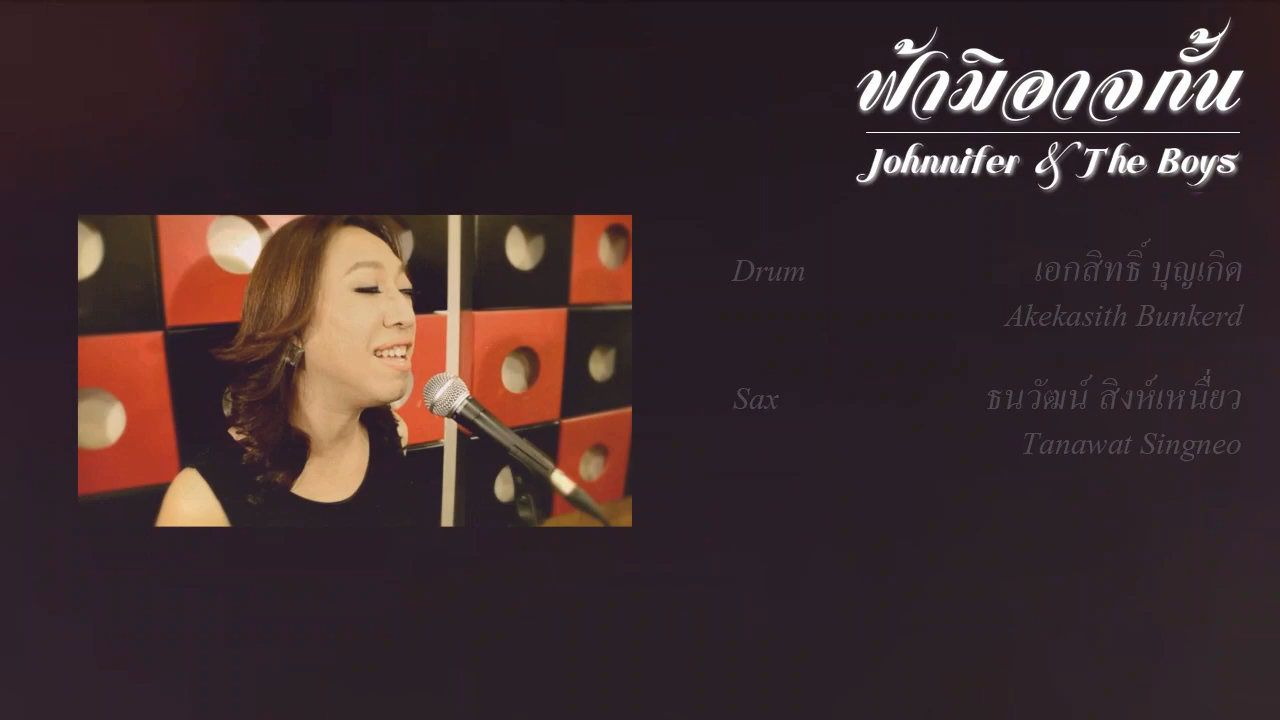 ฟ้ามิอาจกั้น
Johnnifer & The Boys
Drum เอกสิทธิ์ บุญเกิด
Akekasith Bunkerd
Sax ธนวัฒน์ สิงห์เหนี่ยว
Tanawat Singneo